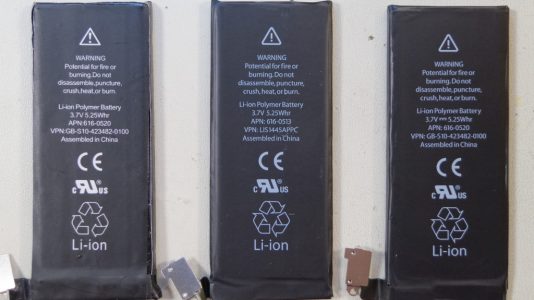 WARNING
Potential for fire or
burning. Do not
disassemble, puncture,
crush, heat, or burn.
Li-ion Polymer Battery
3.7V 5.25Whr
APN: 616-0520
VPN: GB-S10-423482-0100
Assembled in China
CE
c RU US
Li-ion
WARNING
Potential for fire or
burning. Do not
disassemble, puncture,
crush, heat, or burn.
Li-ion Polymer Battery
3.7V 5.25Whr
APN: 616-0513
VPN: LIS1445APPC
Assembled in China
CE
c RU US
Li-ion
WARNING
Potential for fire or
burning. Do not
disassemble, puncture,
crush, heat, or burn.
Li-ion Polymer Battery
3.7V 5.25Whr
APN: 616-0520
VPN: GB-S10-423482-0100
Assembled in China
CE
c RU US
Li-ion